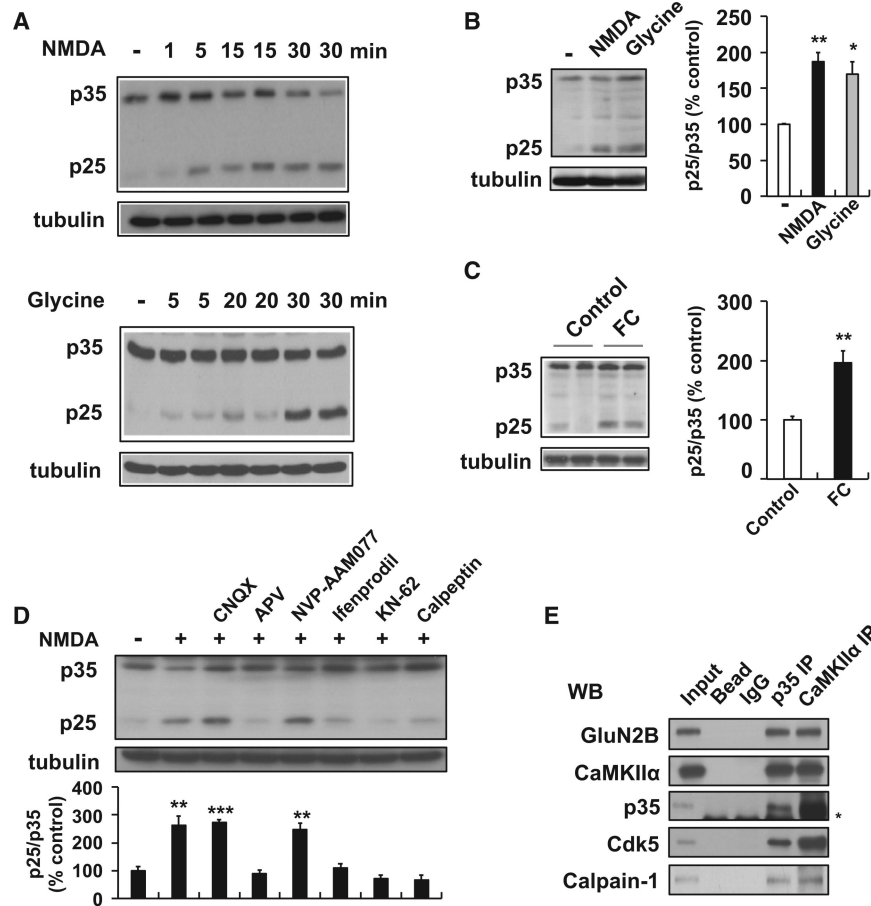 A
NMDA - 1 5 15 15 30 30 min
p35
p25
tubulin
Glycine - 5 5 20 20 30 30 min
p35
p25
tubulin
B
- NMDA Glycine
p35
p25
tubulin
p25/p35 (% control)
250
200
150
100
50
0
** *
- NMDA Glycine
C
Control FC
p35
p25
tubulin
p25/p35 (% control)
300
200
100
0
**
Control FC
D
CNQX APV NVP-AAM077 Ifenprodil KN-62 Calpeptin
NMDA - + + + + + + +
p35
p25
tubulin
p25/p35
(% control)
400
300
200
100
0
** *** **
E
WB Input Bead IgG p35 IP CaMKIIα IP
GluN2B
CaMKIIα
p35 *
Cdk5
Calpain-1